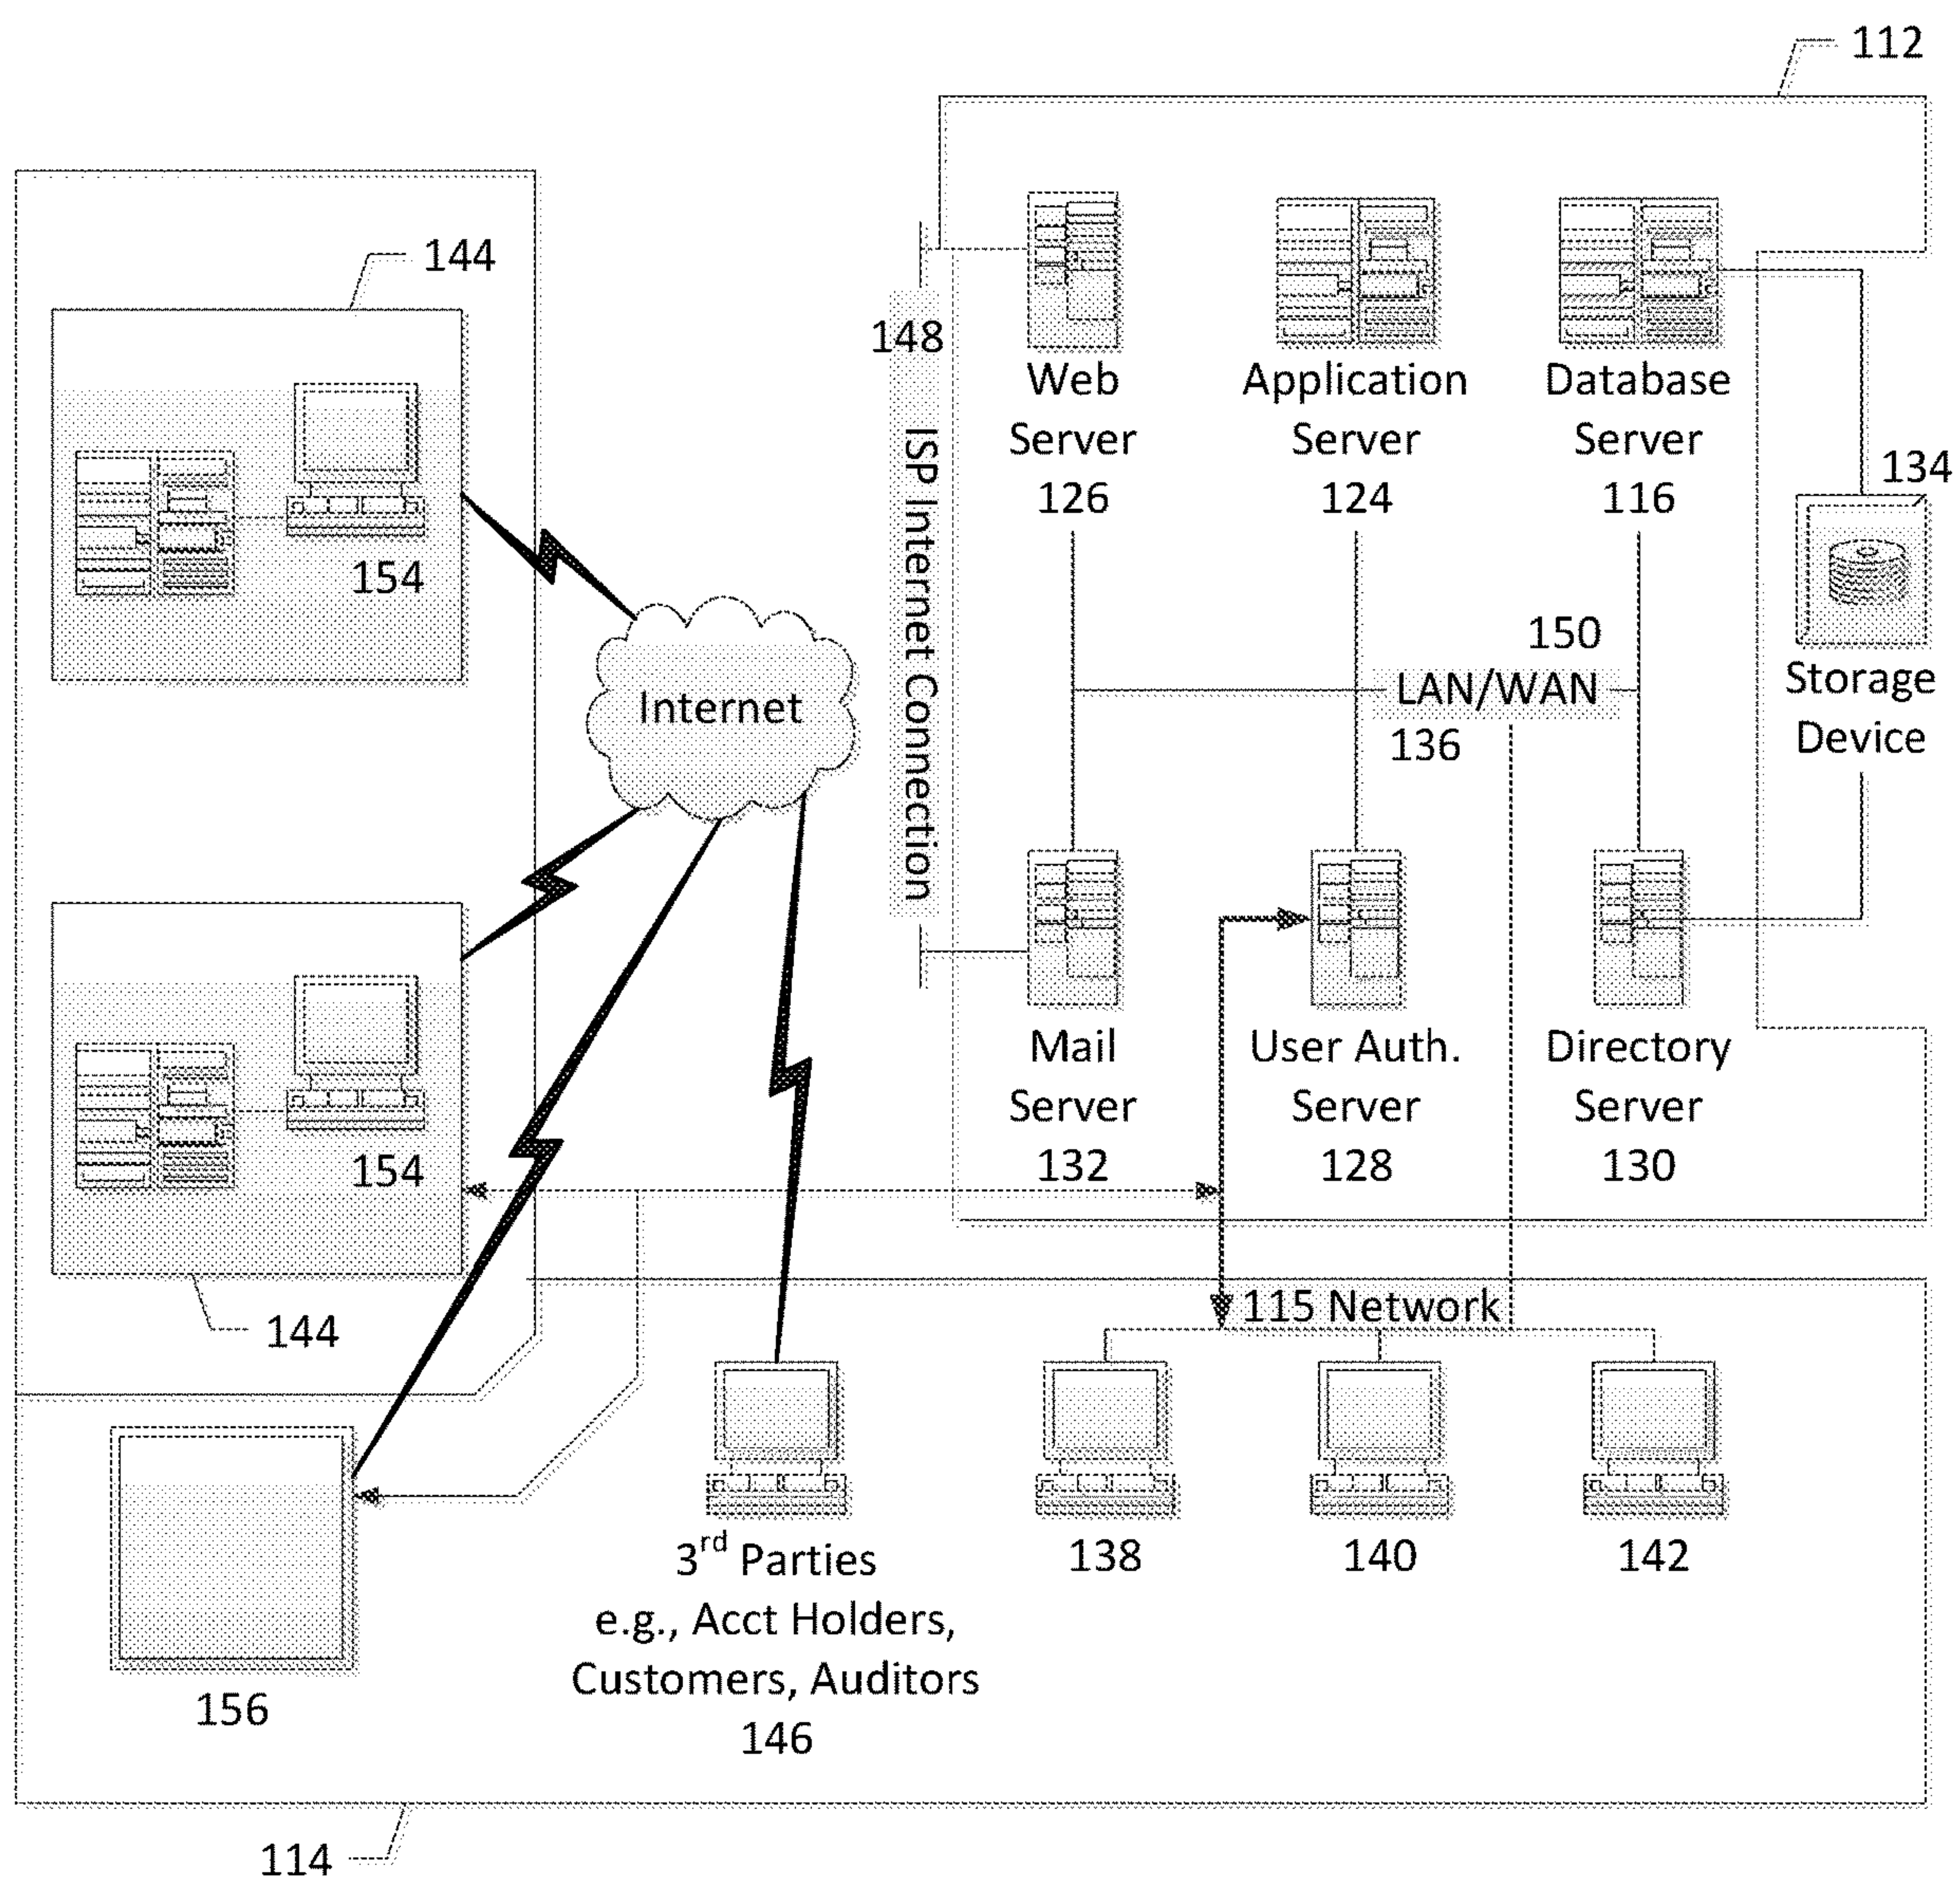 112
144
148
Web
Server
126
Application
Server
124
Database
Server
116
134
Storage
Device
154
ISP Internet Connection
Internet
150
LAN/WAN
136
Mail
Server
132
User Auth.
Server
128
Directory
Server
130
154
144
115 Network
156
3rd Parties
e.g., Acct Holders,
Customers, Auditors
146
138
140
142
114